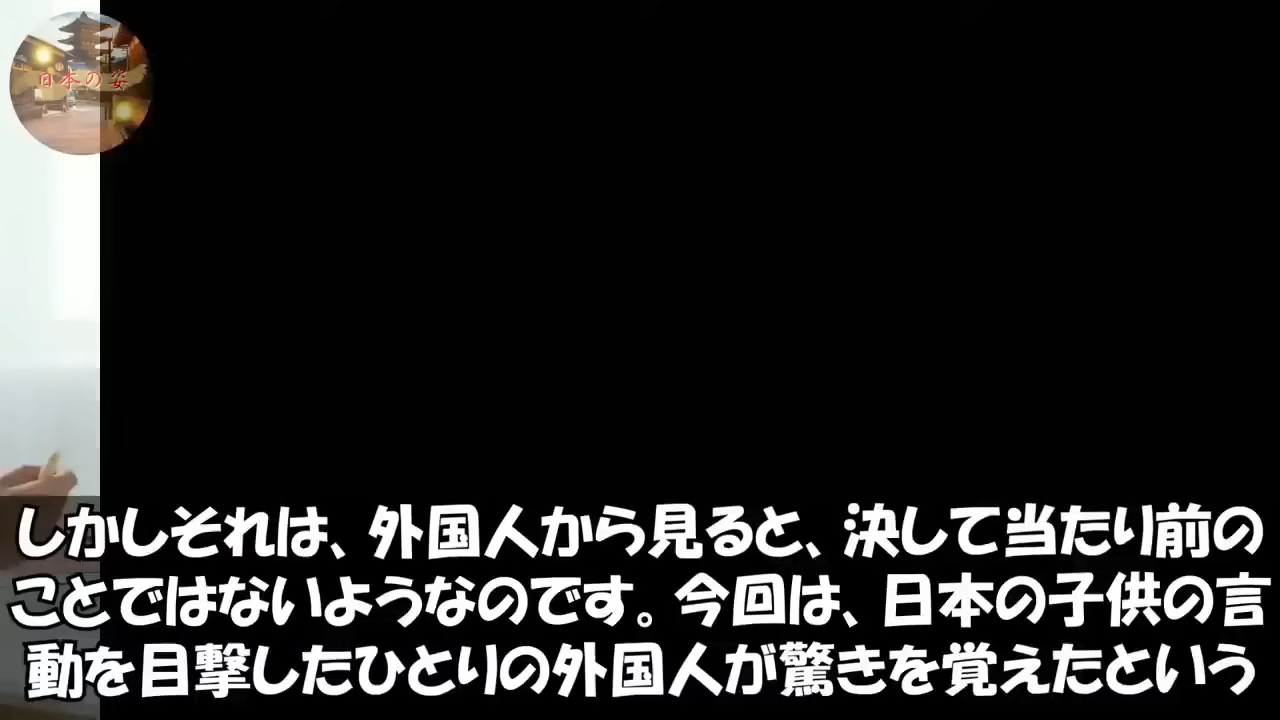 日本の姿
しかしそれは、外国人から見ると、決して当たり前の
ことではないようなのです。今回は、日本の子供の言
動を目撃したひとりの外国人が驚きを覚えたという